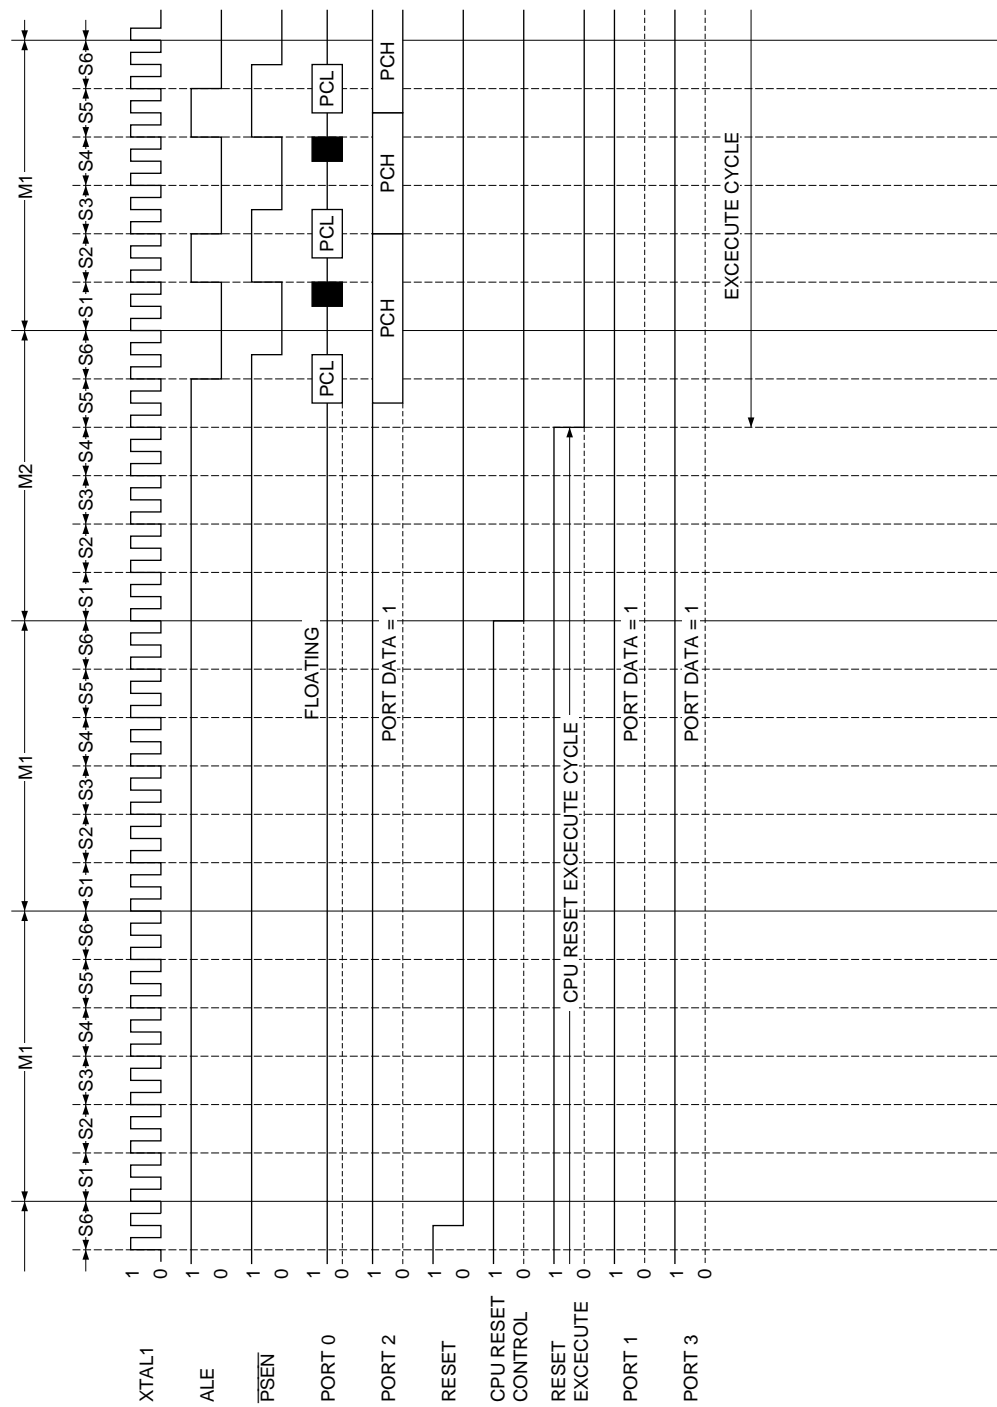 M1
M1
M2
M1
S6 S1 S2 S3 S4 S5 S6 S1 S2 S3 S4 S5 S6 S1 S2 S3 S4 S5 S6 S1 S2 S3 S4 S5 S6
XTAL1
1
0
ALE
1
0
PSEN
1
0
PORT 0
1
0
FLOATING
PCL
PCL
PCL
PORT 2
1
0
PORT DATA = 1
PCH
PCH
PCH
RESET
1
0
CPU RESET
CONTROL
1
0
RESET
EXCECUTE
1
0
CPU RESET EXCECUTE CYCLE
PORT 1
1
0
PORT DATA = 1
PORT 3
1
0
PORT DATA = 1
EXCECUTE CYCLE